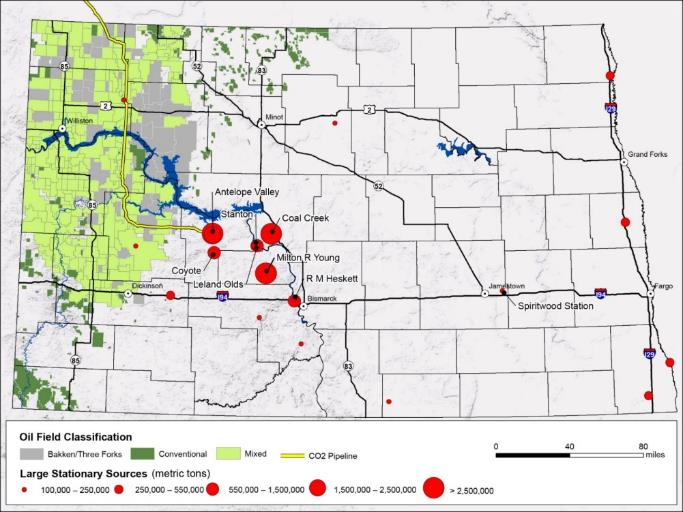 85
52
83
2
Williston
Minot
2
29
Grand Forks
52
Antelope Valley
85
Stanton
Coal Creek
Milton R Young
Coyote
Leland Olds
R M Heskett
Dickinson
94
Bismarck
Jamestown
94
Fargo
Spiritwood Station
29
85
83
Oil Field Classification
Bakken/Three Forks Conventional Mixed CO2 Pipeline
0 40 80
miles
Large Stationary Sources (metric tons)
100,000 – 250,000 250,000 – 550,000 550,000 – 1,500,000 1,500,000 – 2,500,000 > 2,500,000